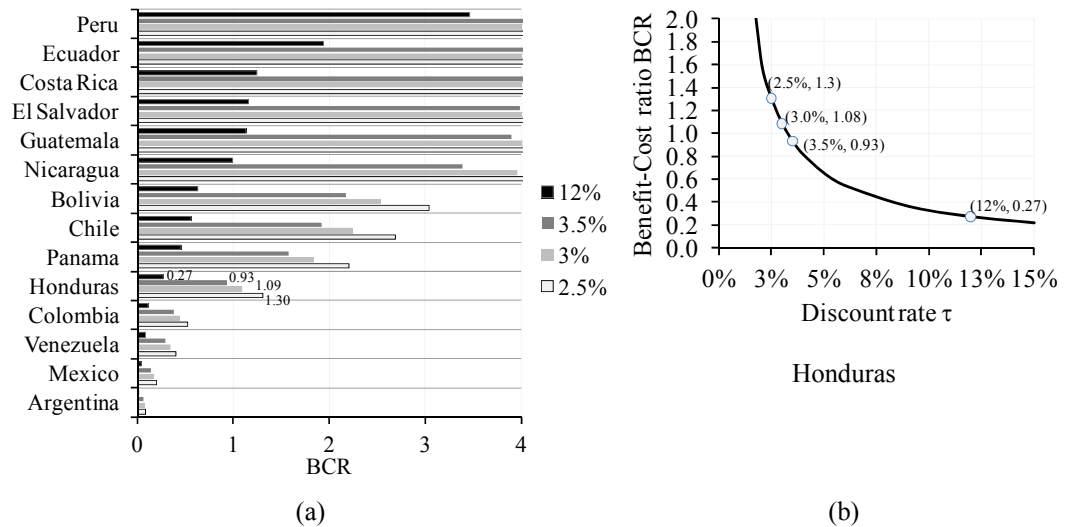 Peru
Ecuador
Costa Rica
El Salvador
Guatemala
Nicaragua
Bolivia
Chile
Panama
Honduras
Colombia
Venezuela
Mexico
Argentina
0.27
0.93
1.09
1.30
0 1 2 3 4
BCR
12%
3.5%
3%
2.5%
(a)
Benefit-Cost ratio BCR
2.0
1.8
1.6
1.4
1.2
1.0
0.8
0.6
0.4
0.2
0.0
(2.5%, 1.3)
(3.0%, 1.08)
(3.5%, 0.93)
(12%, 0.27)
0% 3% 5% 8% 10% 13% 15%
Discount rate τ
Honduras
(b)